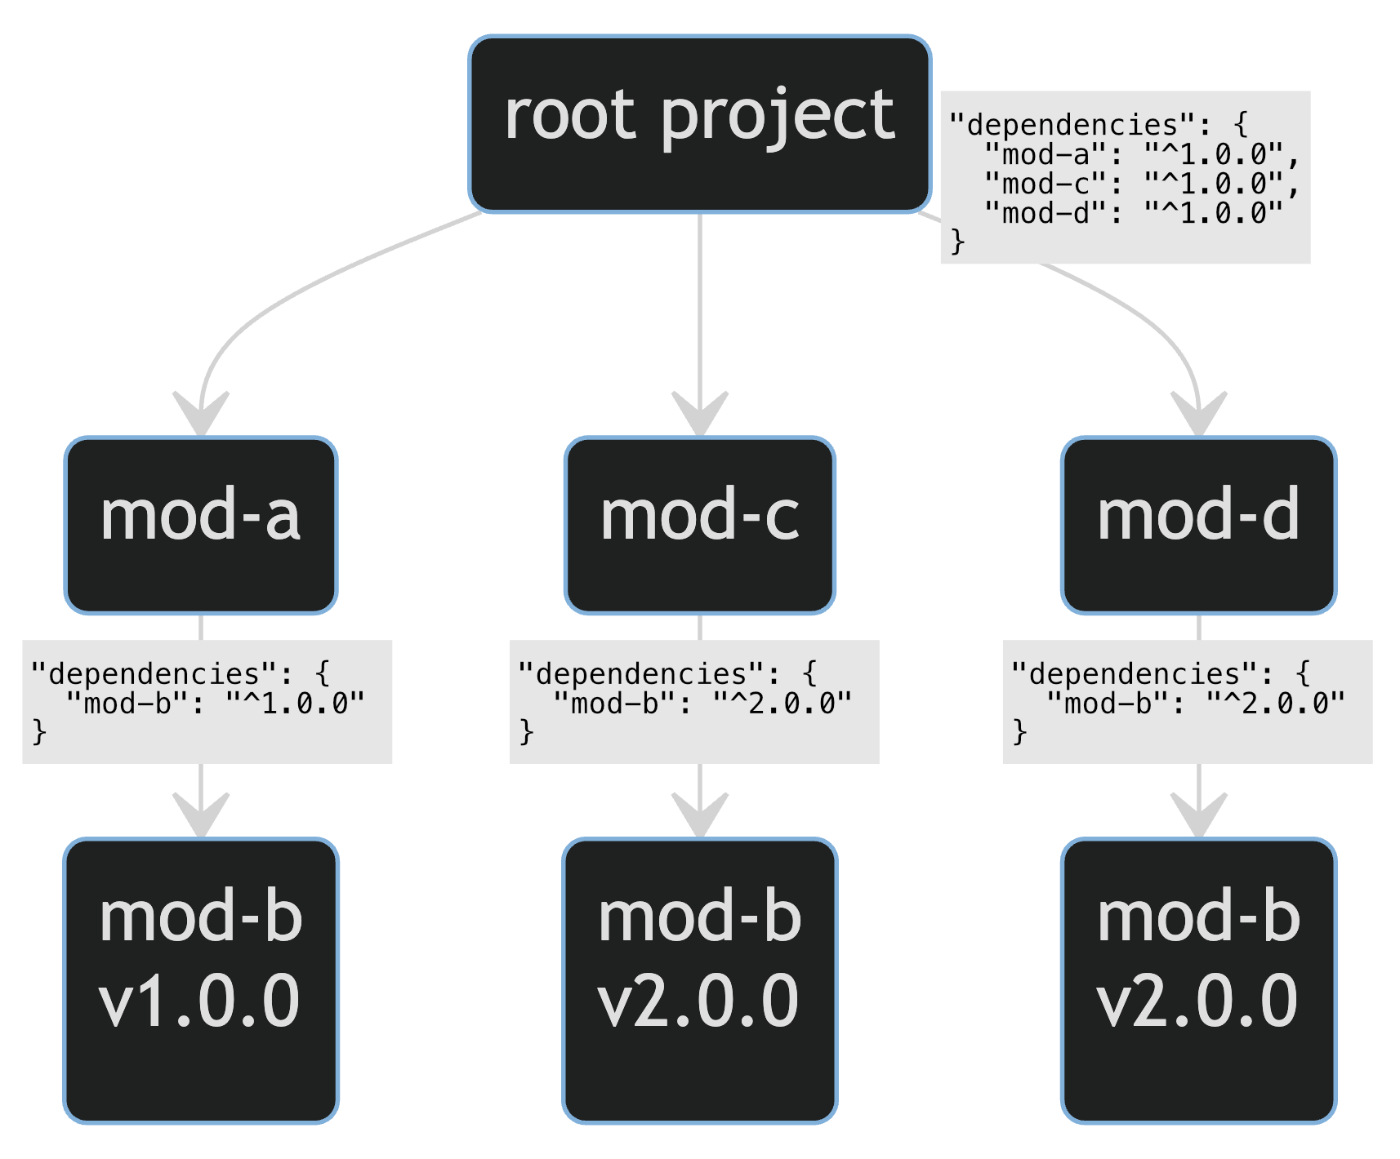 root project
"dependencies": {
  "mod-a": "^1.0.0",
  "mod-c": "^1.0.0",
  "mod-d": "^1.0.0"
}
mod-a
mod-c
mod-d
"dependencies": {
  "mod-b": "^1.0.0"
}
"dependencies": {
  "mod-b": "^2.0.0"
}
"dependencies": {
  "mod-b": "^2.0.0"
}
mod-b
v1.0.0
mod-b
v2.0.0
mod-b
v2.0.0